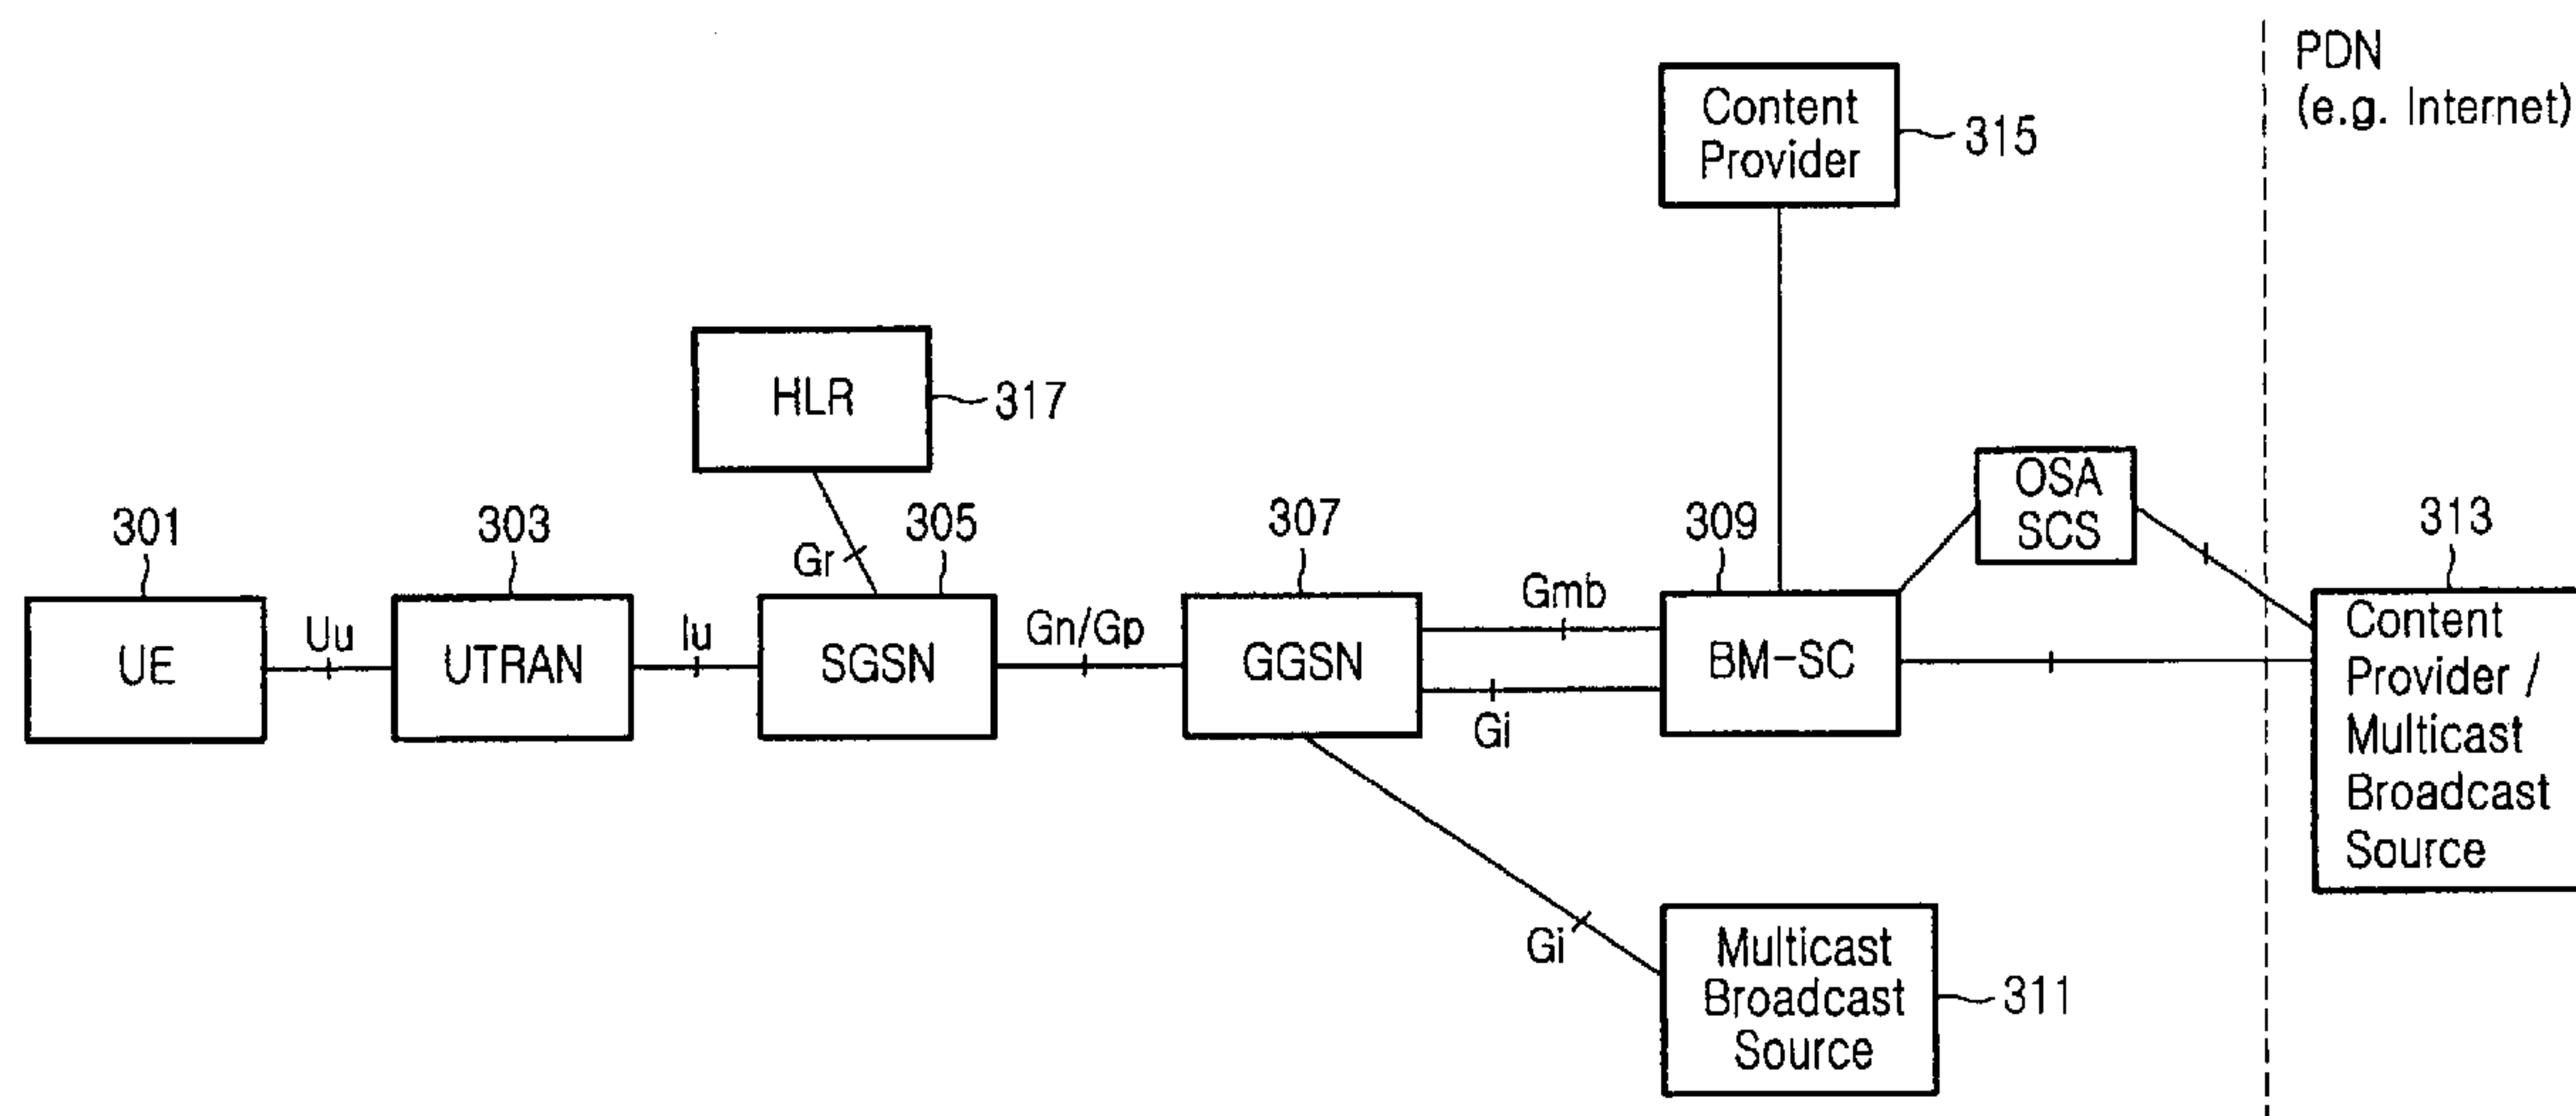 PDN
(e.g. Internet)
Content
Provider
315
HLR
317
OSA
SCS
301
303
Gr
305
307
309
313
UE
Uu
UTRAN
Iu
SGSN
Gn/Gp
GGSN
Gmb
Gi
BM-SC
Content
Provider /
Multicast
Broadcast
Source
Gi
Multicast
Broadcast
Source
311